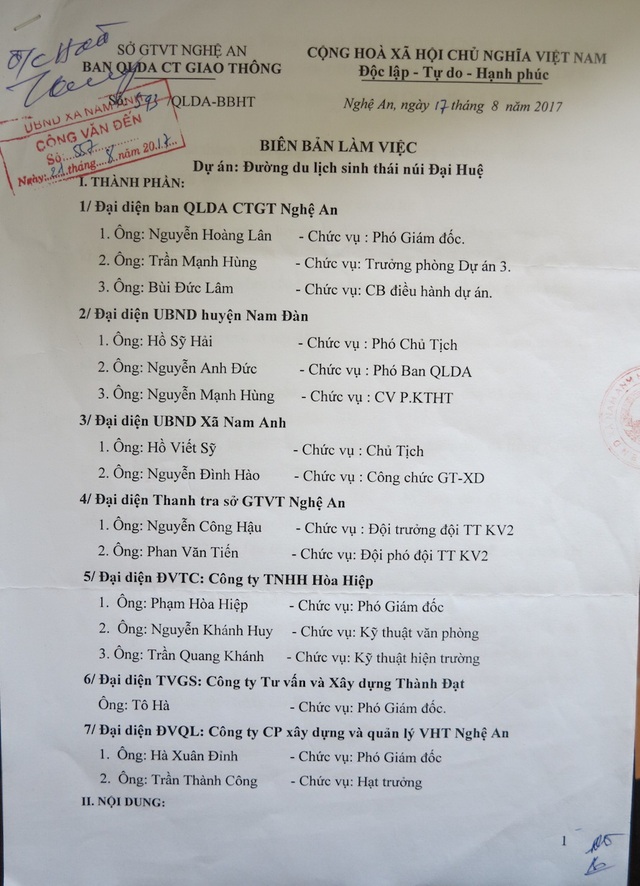 SỞ GTVT NGHỆ AN
BAN QLDA CT GIAO THÔNG
CỘNG HOÀ XÃ HỘI CHỦ NGHĨA VIỆT NAM
Độc lập - Tự do - Hạnh phúc
Số: 593 /QLDA-BBHT
Nghệ An, ngày 17 tháng 8 năm 2017
UBND XÃ NAM ANH
CÔNG VĂN ĐẾN
Số.....557
Ngày: 21 tháng 8 năm 2017
BIÊN BẢN LÀM VIỆC
Dự án: Đường du lịch sinh thái núi Đại Huệ
I. THÀNH PHẦN:
1/ Đại diện ban QLDA CTGT Nghệ An
1. Ông: Nguyễn Hoàng Lân - Chức vụ : Phó Giám đốc.
2. Ông: Trần Mạnh Hùng - Chức vụ: Trưởng phòng Dự án 3.
3. Ông: Bùi Đức Lâm - Chức vụ: CB điều hành dự án.
2/ Đại diện UBND huyện Nam Đàn
1. Ông: Hồ Sỹ Hải - Chức vụ : Phó Chủ Tịch
2. Ông: Nguyễn Anh Đức - Chức vụ : Phó Ban QLDA
3. Ông: Nguyễn Mạnh Hùng - Chức vụ : CV P.KTHT
3/ Đại diện UBND Xã Nam Anh
1. Ông: Hồ Viết Sỹ - Chức vụ : Chủ Tịch
2. Ông: Nguyễn Đình Hào - Chức vụ : Công chức GT-XD
4/ Đại diện Thanh tra sở GTVT Nghệ An
1. Ông: Nguyễn Công Hậu - Chức vụ : Đội trưởng đội TT KV2
2. Ông: Phan Văn Tiến - Chức vụ: Đội phó đội TT KV2
5/ Đại diện ĐVTC: Công ty TNHH Hòa Hiệp
1. Ông: Phạm Hòa Hiệp - Chức vụ: Phó Giám đốc
2. Ông: Nguyễn Khánh Huy - Chức vụ: Kỹ thuật văn phòng
3. Ông: Trần Quang Khánh - Chức vụ: Kỹ thuật hiện trường
6/ Đại diện TVGS: Công ty Tư vấn và Xây dựng Thành Đạt
Ông: Tô Hà - Chức vụ: Phó Giám đốc.
7/ Đại diện ĐVQL: Công ty CP xây dựng và quản lý VHT Nghệ An
1. Ông: Hà Xuân Đỉnh - Chức vụ: Phó Giám đốc
2. Ông: Trần Thành Công - Chức vụ: Hạt trưởng
II. NỘI DUNG:
1